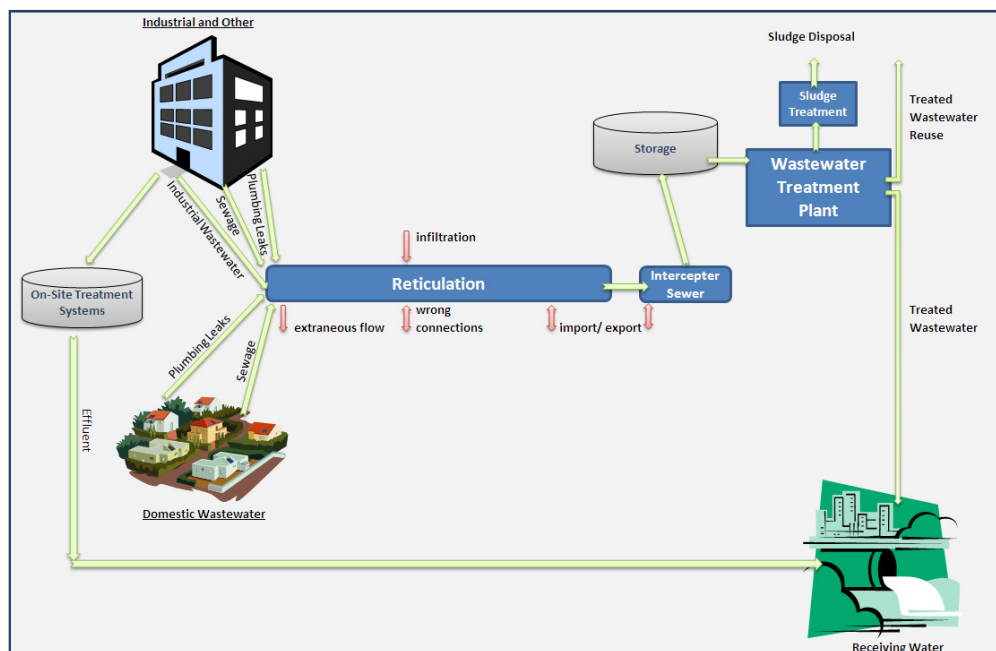 Industrial and Other
Sludge Disposal
Sludge
Treatment
Treated
Wastewater
Reuse
Storage
Wastewater
Treatment
Plant
Industrial Wastewater
Sewage
Plumbing Leaks
infiltration
On-Site Treatment
Systems
Reticulation
Intercepter
Sewer
extraneous flow
wrong
connections
import/ export
Treated
Wastewater
Plumbing Leaks
Sewage
Effluent
Domestic Wastewater
Receiving Water